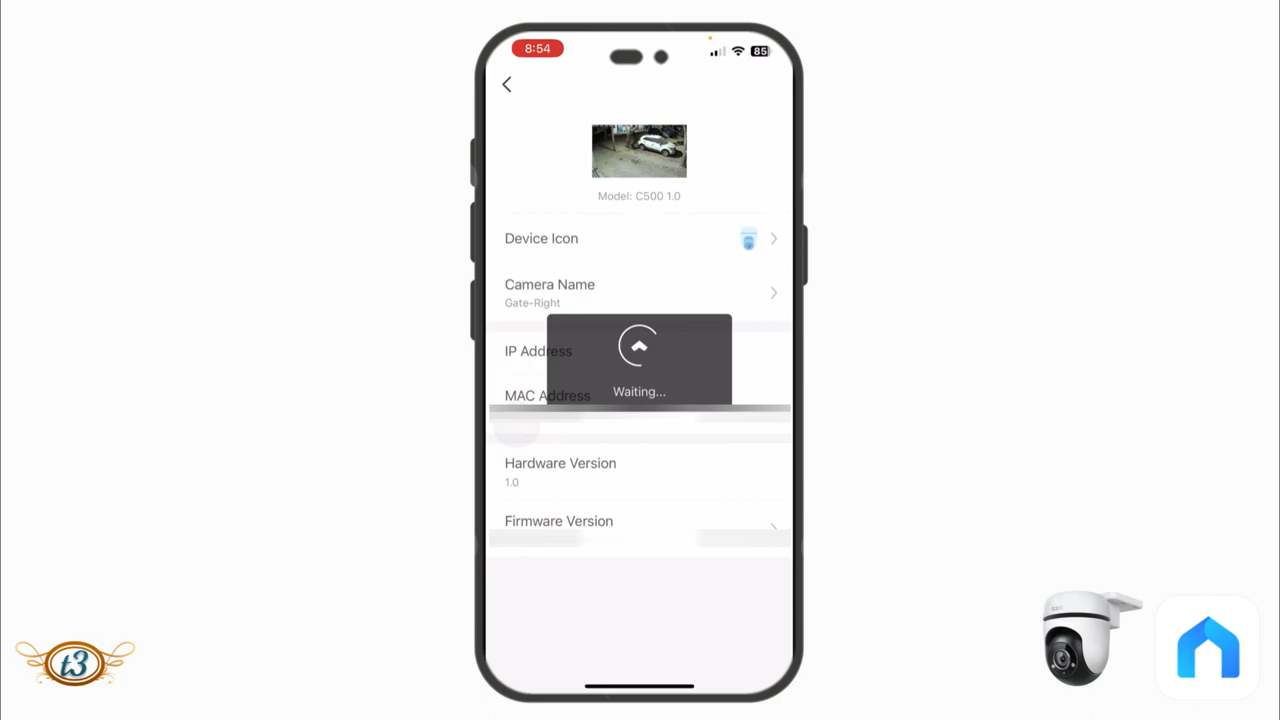 8:54
85
Model: C500 1.0
Device Icon
Camera Name
Gate-Right
IP Address
Waiting...
MAC Address
Hardware Version
1.0
Firmware Version
t3